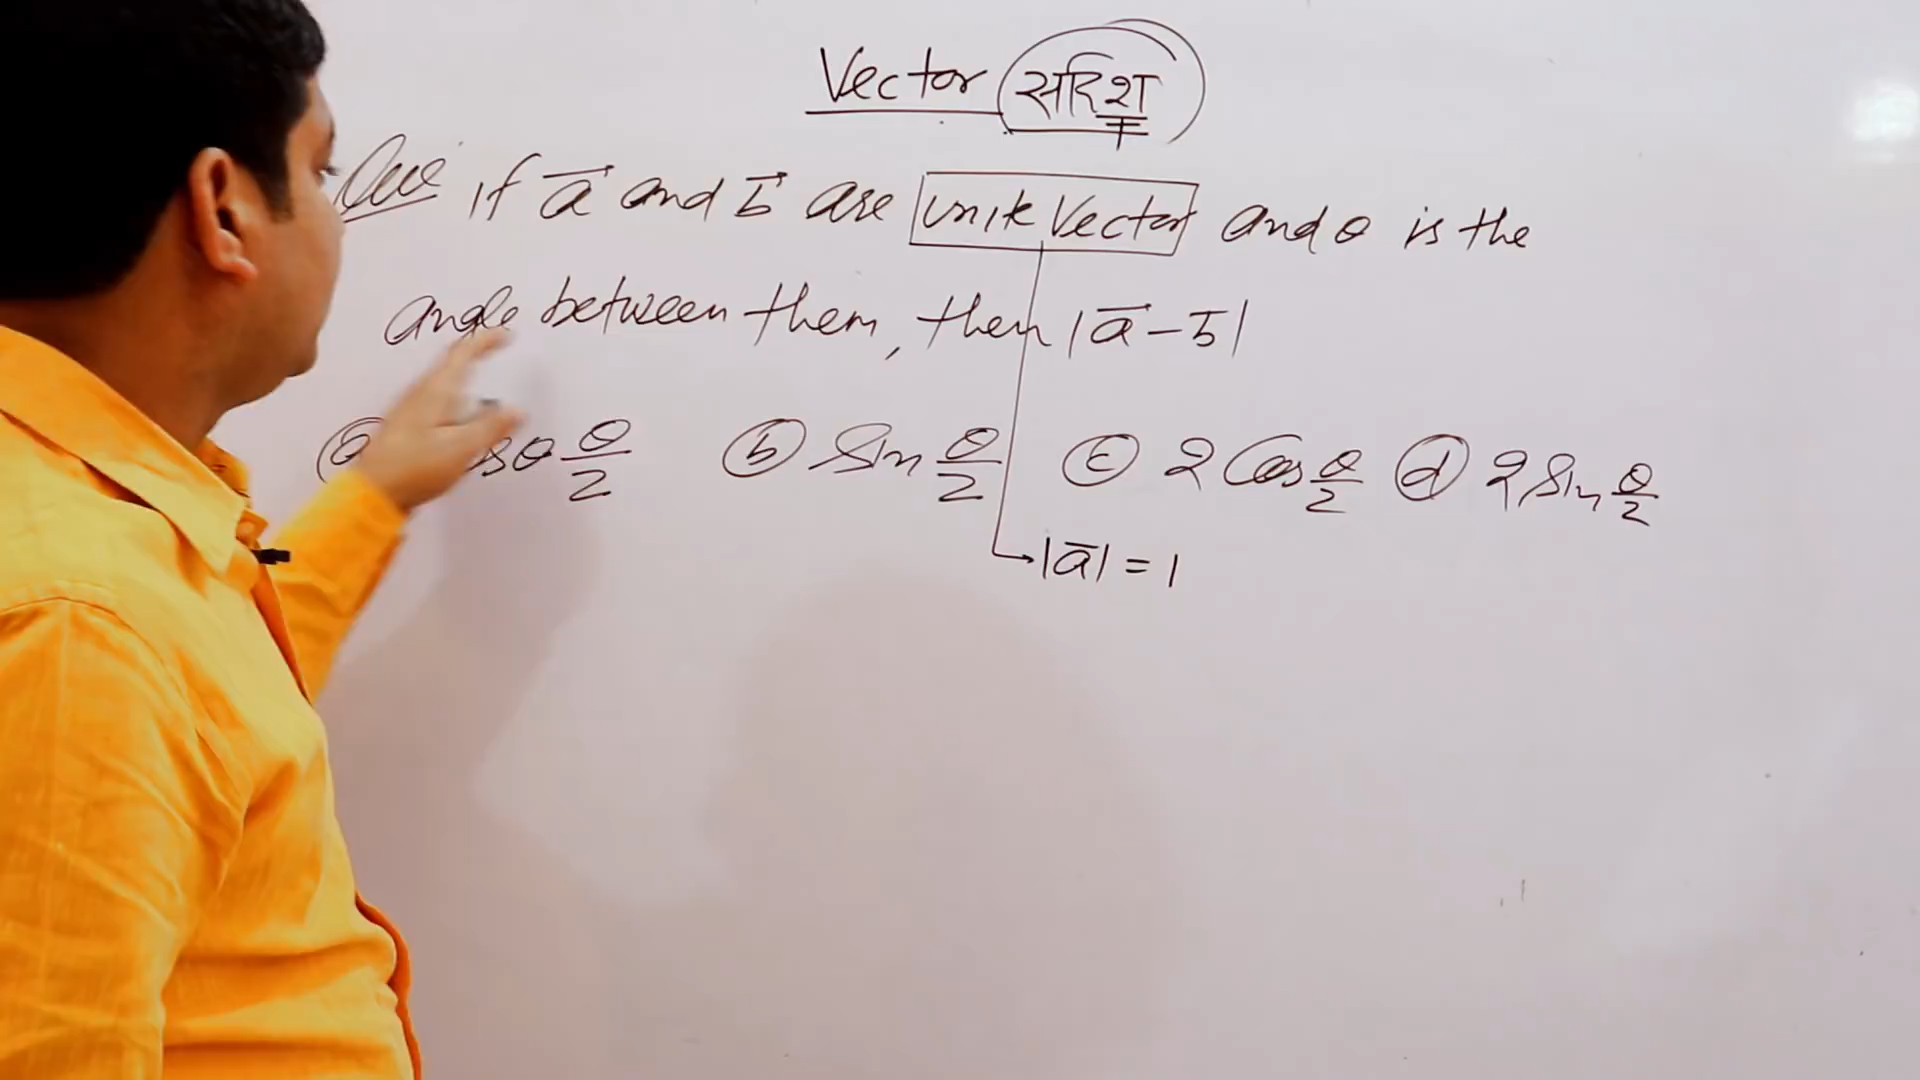 Vector सदिश
Que If a⃗ and b⃗ are unit Vector and θ is the
angle between them, then |a⃗ - b̅|
ⓐ θ/2 ⓑ Sin θ/2 ⓒ 2 Cos θ/2 ⓓ 2 Sin θ/2
|a̅| = 1